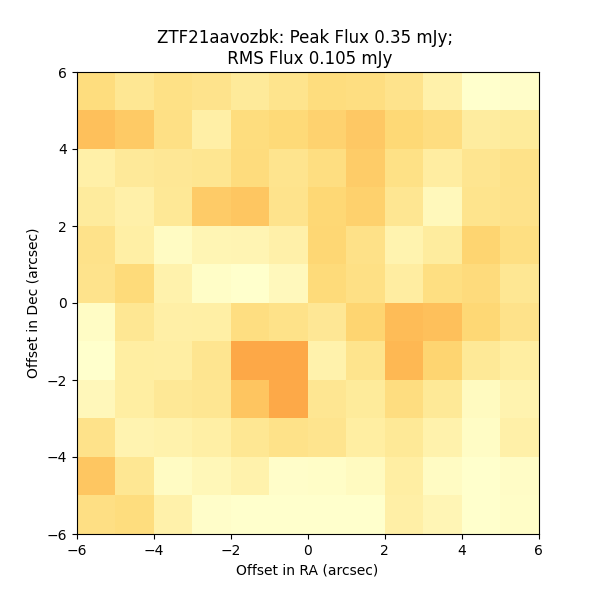 ZTF21aavozbk: Peak Flux 0.35 mJy;
RMS Flux 0.105 mJy
6
4
2
0
−2
−4
−6
Offset in Dec (arcsec)
−6 −4 −2 0 2 4 6
Offset in RA (arcsec)